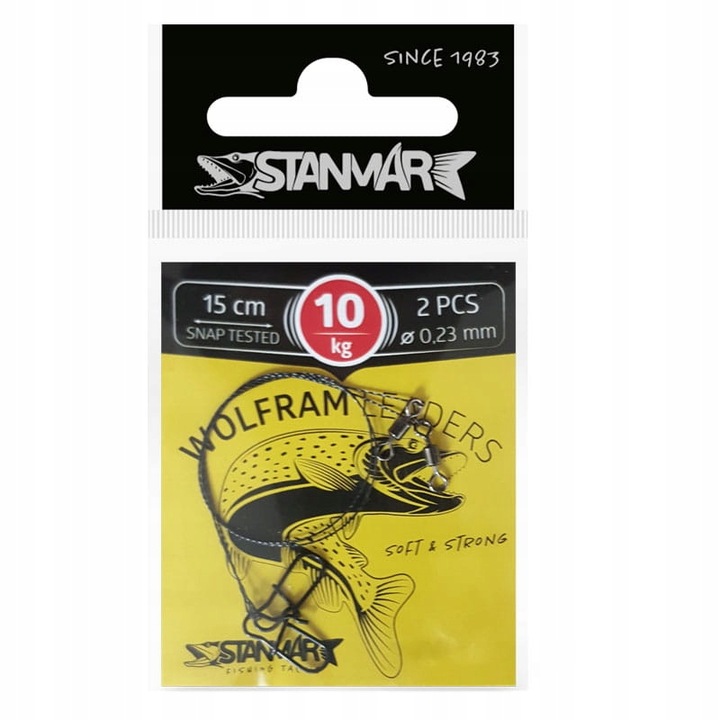 SINCE 1983
STANMAR
15 cm
SNAP TESTED
10
kg
2 PCS
ø 0,23 mm
WOLFRAM LEADERS
SOFT & STRONG
STANMAR
FISHING